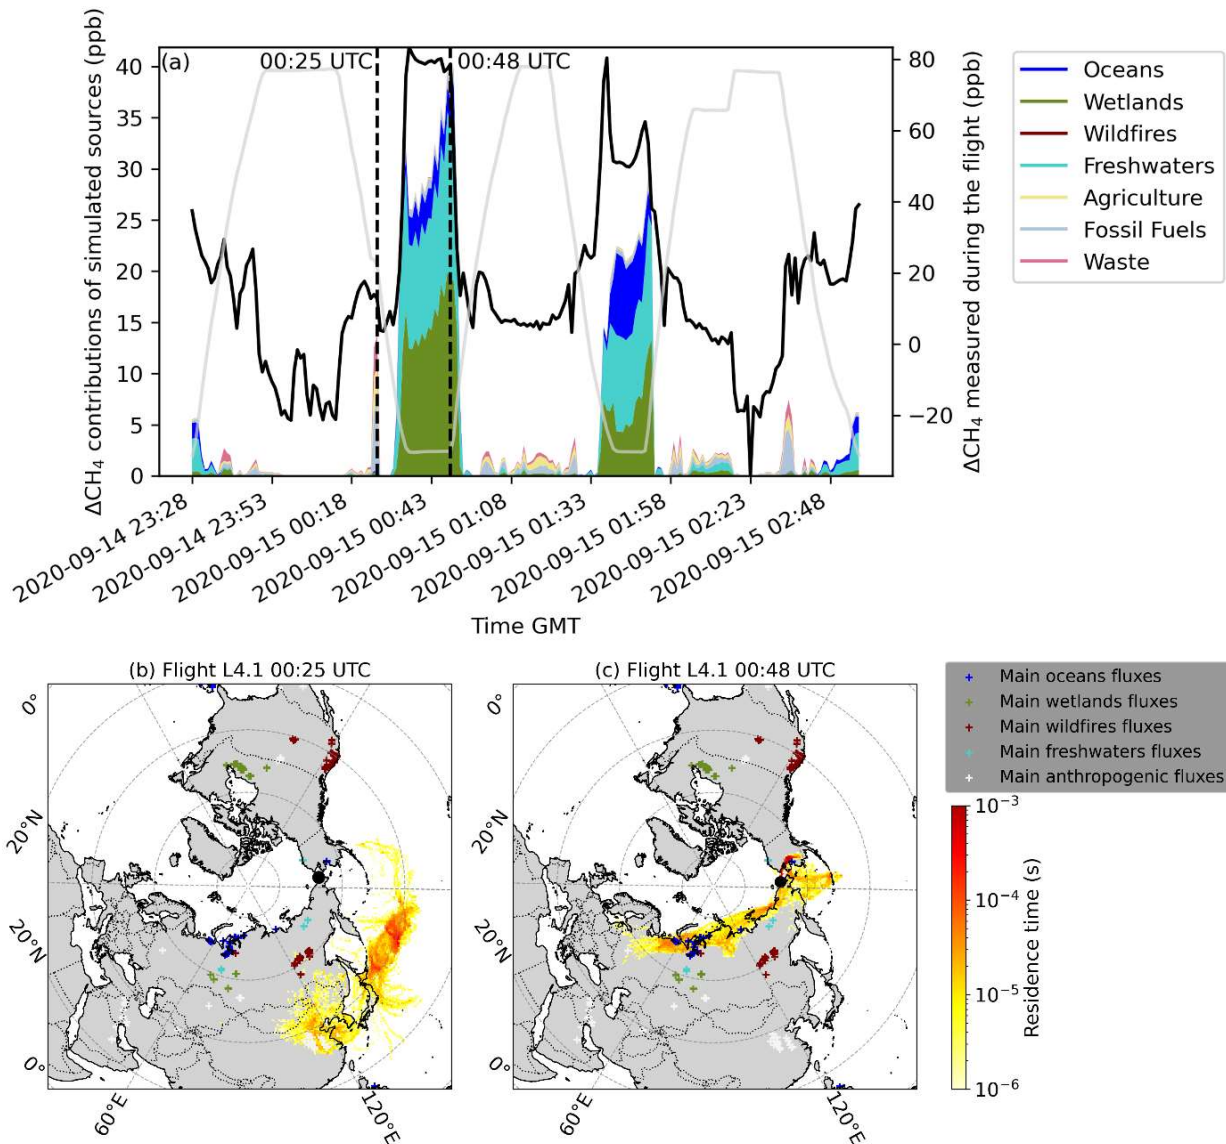 ΔCH₄ contributions of simulated sources (ppb)
(a)
00:25 UTC
00:48 UTC
40
35
30
25
20
15
10
5
0
80
60
40
20
0
−20
ΔCH₄ measured during the flight (ppb)
2020-09-14 23:28
2020-09-14 23:53
2020-09-15 00:18
2020-09-15 00:43
2020-09-15 01:08
2020-09-15 01:33
2020-09-15 01:58
2020-09-15 02:23
2020-09-15 02:48
Time GMT
Oceans
Wetlands
Wildfires
Freshwaters
Agriculture
Fossil Fuels
Waste
(b) Flight L4.1 00:25 UTC
0°
20°N
20°N
0°
60°E
120°E
(c) Flight L4.1 00:48 UTC
0°
20°N
20°N
0°
60°E
120°E
Main oceans fluxes
Main wetlands fluxes
Main wildfires fluxes
Main freshwaters fluxes
Main anthropogenic fluxes
10⁻³
10⁻⁴
10⁻⁵
10⁻⁶
Residence time (s)